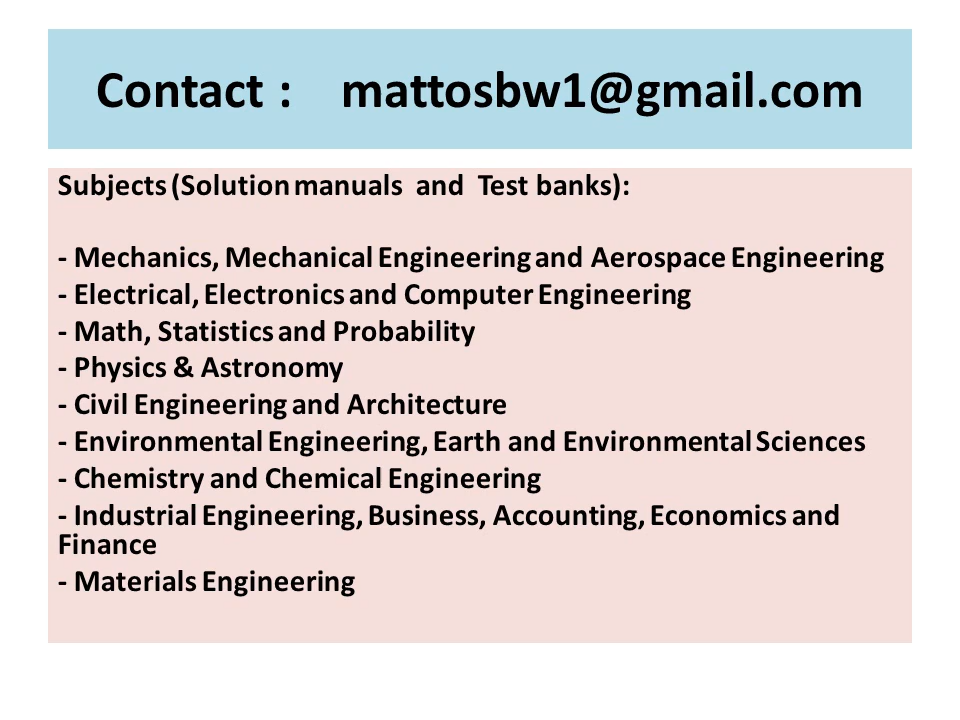 Contact : mattosbw1@gmail.com
Subjects (Solution manuals and Test banks):
- Mechanics, Mechanical Engineering and Aerospace Engineering
- Electrical, Electronics and Computer Engineering
- Math, Statistics and Probability
- Physics & Astronomy
- Civil Engineering and Architecture
- Environmental Engineering, Earth and Environmental Sciences
- Chemistry and Chemical Engineering
- Industrial Engineering, Business, Accounting, Economics and
Finance
- Materials Engineering